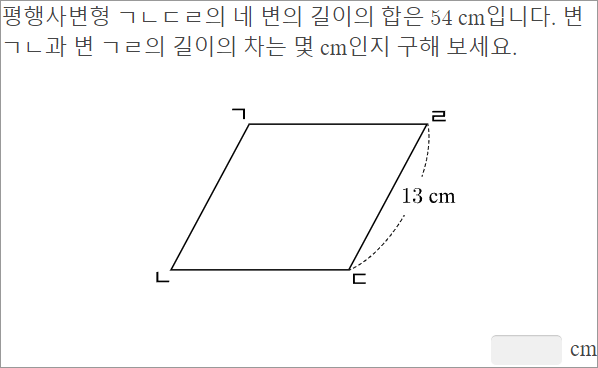 평행사변형 ㄱㄴㄷㄹ의 네 변의 길이의 합은 54 cm입니다. 변
ㄱㄴ과 변 ㄱㄹ의 길이의 차는 몇 cm인지 구해 보세요.
ㄱ ㄹ
13 cm
ㄴ ㄷ
cm